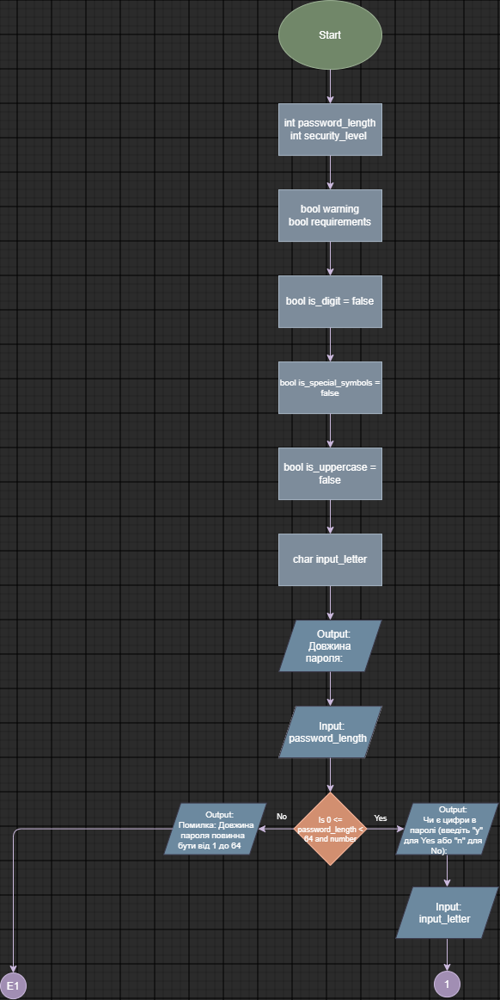 Start
int password_length
int security_level
bool warning
bool requirements
bool is_digit = false
bool is_special_symbols =
false
bool is_uppercase =
false
char input_letter
Output:
Довжина
пароля:
Input:
password_length
Is 0 <=
password_length <
64 and number
No
Yes
Output:
Помилка: Довжина
пароля повинна
бути від 1 до 64
Output:
Чи є цифри в
паролі (введіть "y"
для Yes або "n" для
No):
Input:
input_letter
E1
1